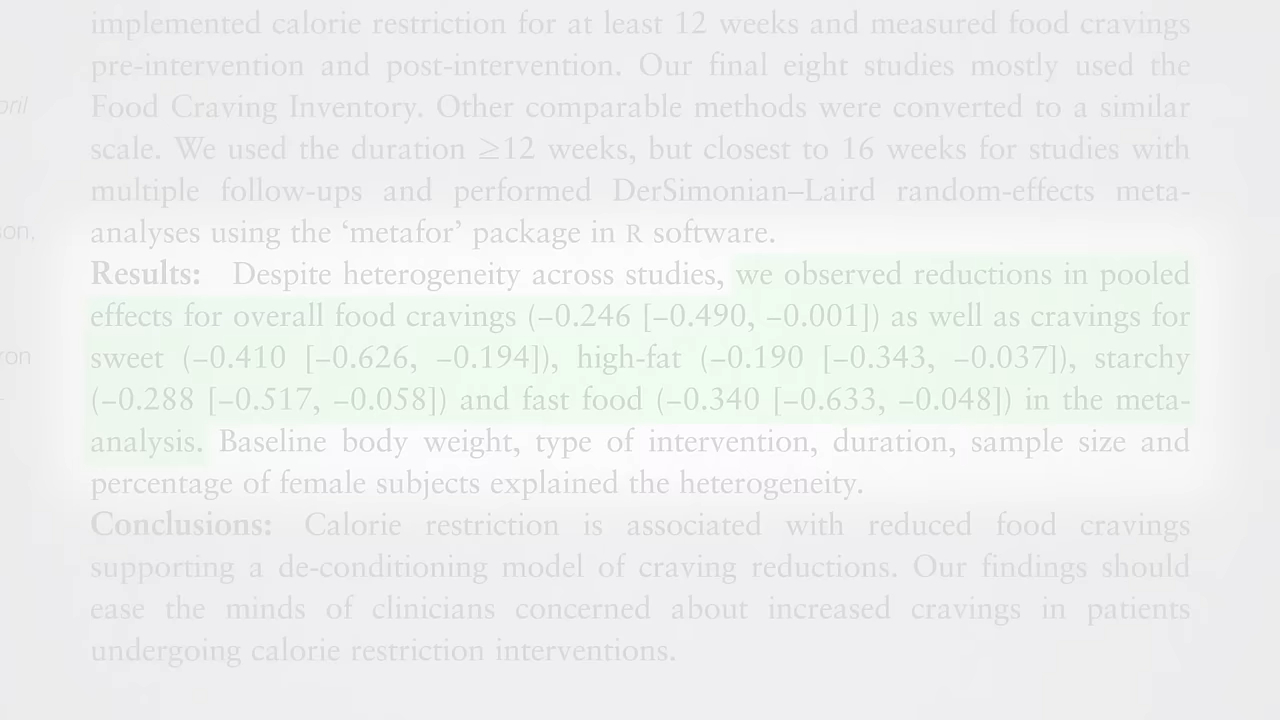 implemented calorie restriction for at least 12 weeks and measured food cravings
pre-intervention and post-intervention. Our final eight studies mostly used the
Food Craving Inventory. Other comparable methods were converted to a similar
scale. We used the duration ≥12 weeks, but closest to 16 weeks for studies with
multiple follow-ups and performed DerSimonian–Laird random-effects meta-
analyses using the ‘metafor’ package in R software.
Results: Despite heterogeneity across studies, we observed reductions in pooled
effects for overall food cravings (−0.246 [−0.490, −0.001]) as well as cravings for
sweet (−0.410 [−0.626, −0.194]), high-fat (−0.190 [−0.343, −0.037]), starchy
(−0.288 [−0.517, −0.058]) and fast food (−0.340 [−0.633, −0.048]) in the meta-
analysis. Baseline body weight, type of intervention, duration, sample size and
percentage of female subjects explained the heterogeneity.
Conclusions: Calorie restriction is associated with reduced food cravings
supporting a de-conditioning model of craving reductions. Our findings should
ease the minds of clinicians concerned about increased cravings in patients
undergoing calorie restriction interventions.